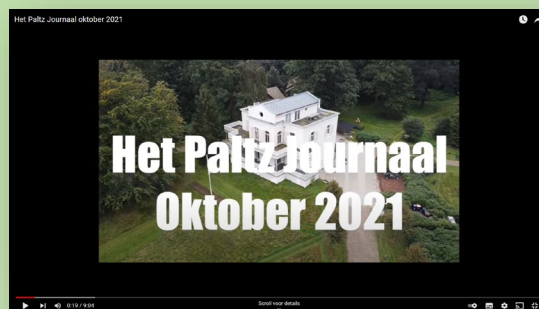 Het Paltz Journaal oktober 2021
Het Paltz Journaal
Oktober 2021
0:19 / 9:04
Scroll voor details